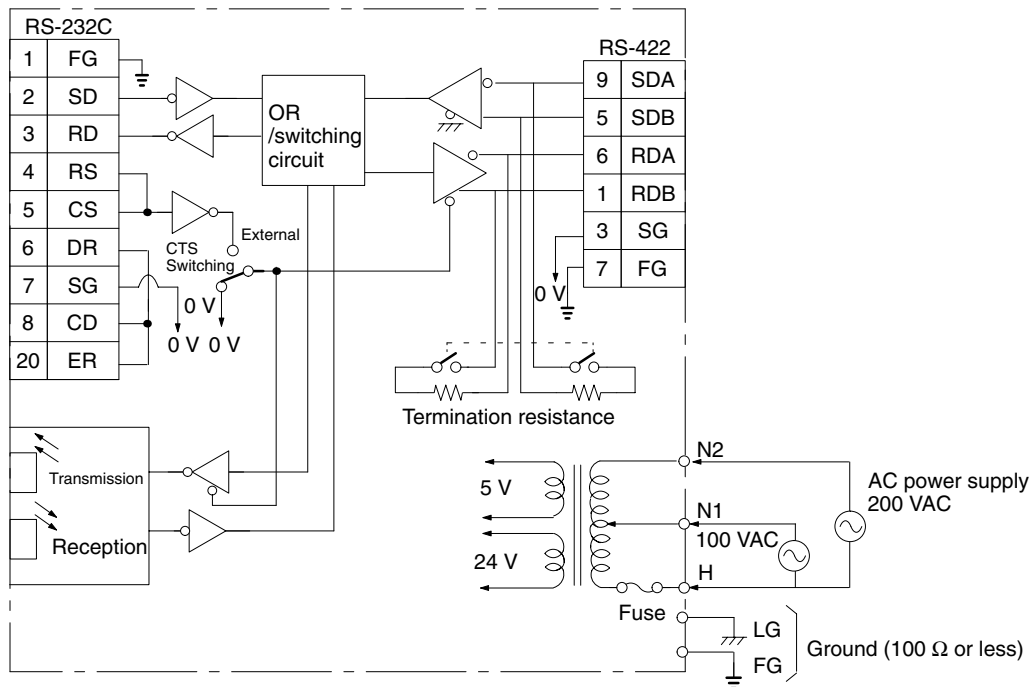 RS-232C
1 FG
2 SD
3 RD
4 RS
5 CS
6 DR
7 SG
8 CD
20 ER
OR
/switching
circuit
External
CTS
Switching
0 V
0 V 0 V
RS-422
9 SDA
5 SDB
6 RDA
1 RDB
3 SG
7 FG
0 V
Termination resistance
Transmission
Reception
5 V
24 V
N2
N1
100 VAC
H
AC power supply
200 VAC
Fuse
LG
FG
Ground (100 Ω or less)